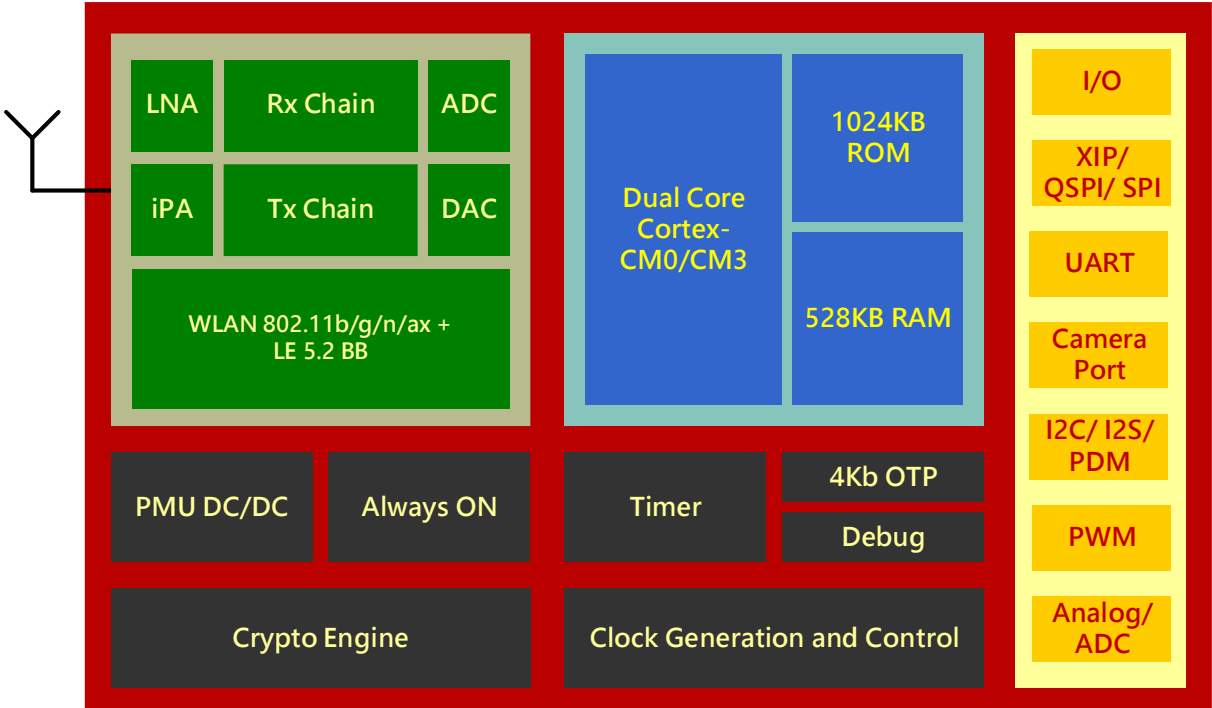 LNA
Rx Chain
ADC
iPA
Tx Chain
DAC
WLAN 802.11b/g/n/ax +
LE 5.2 BB
Dual Core
Cortex-
CM0/CM3
1024KB
ROM
528KB RAM
I/O
XIP/
QSPI/ SPI
UART
Camera
Port
I2C/ I2S/
PDM
PWM
Analog/
ADC
PMU DC/DC
Always ON
Timer
4Kb OTP
Debug
Crypto Engine
Clock Generation and Control